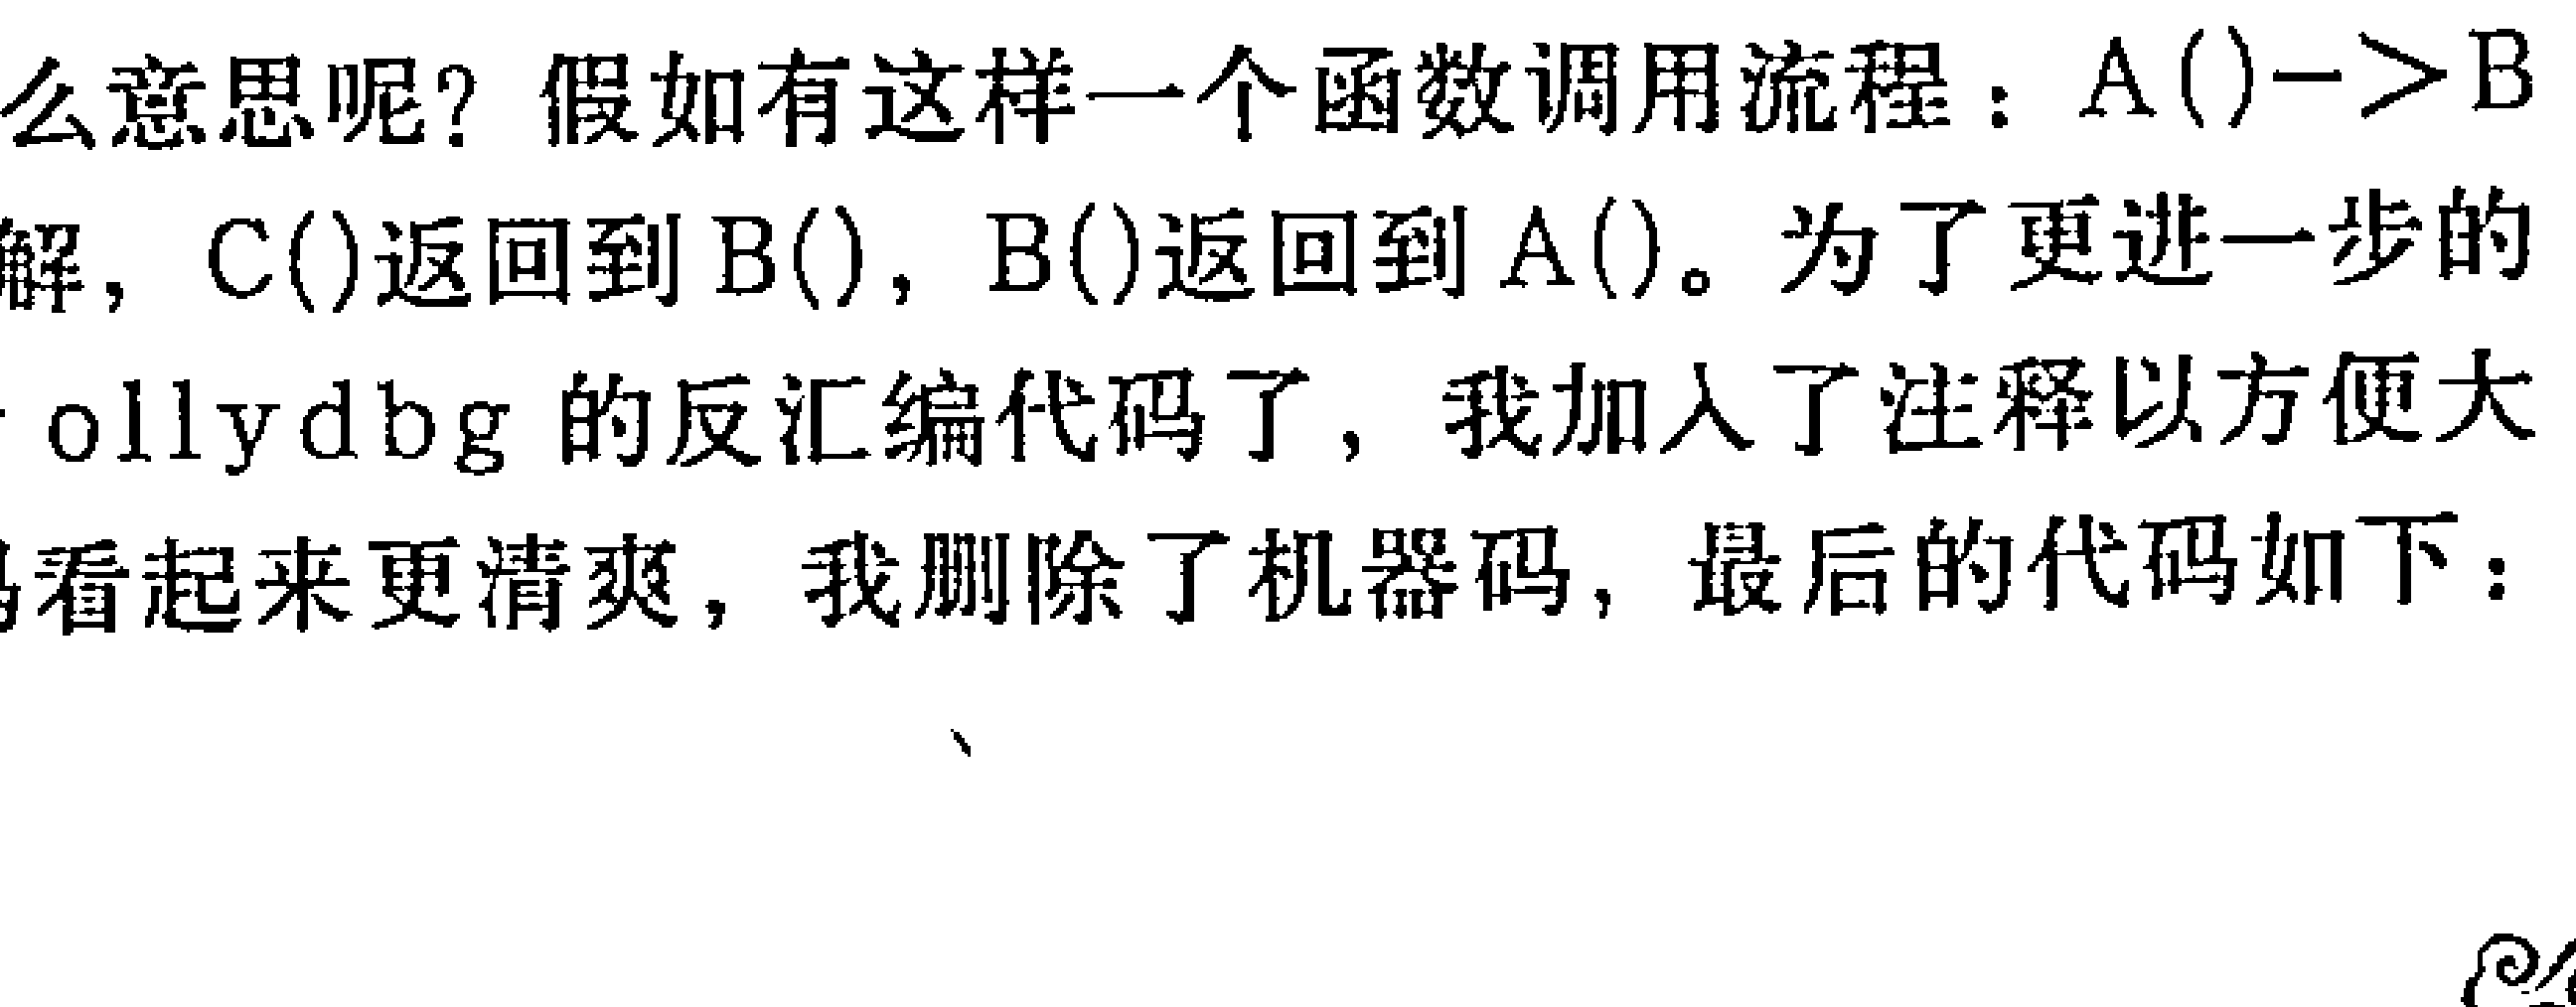 么意思呢？假如有这样一个函数调用流程：A()->B
解，C()返回到B()，B()返回到A()。为了更进一步的
ollydbg 的反汇编代码了，我加入了注释以方便大
看起来更清爽，我删除了机器码，最后的代码如下：